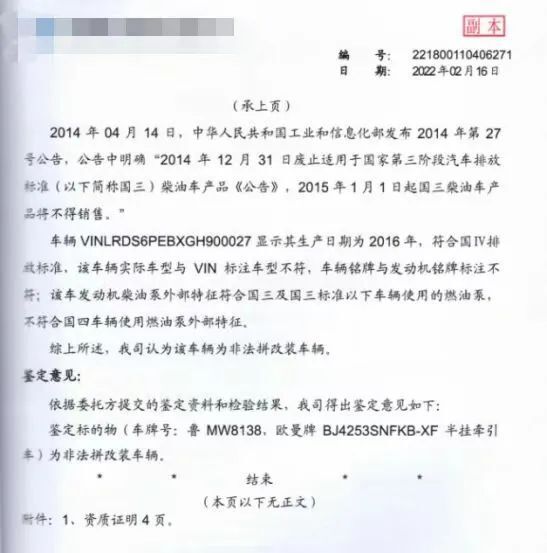 副本
编 号: 221800110406271
日 期: 2022年02月16日
(承上页)
2014 年 04 月 14 日，中华人民共和国工业和信息化部发布 2014 年第 27
号公告，公告中明确“2014 年 12 月 31 日废止适用于国家第三阶段汽车排放
标准（以下简称国三）柴油车产品《公告》，2015 年 1 月 1 日起国三柴油车产
品将不得销售。”
车辆 VINLRDS6PEBXGH900027 显示其生产日期为 2016 年，符合国Ⅳ排
放标准，该车辆实际车型与 VIN 标注车型不符，车辆铭牌与发动机铭牌标注不
符；该车发动机柴油泵外部特征符合国三及国三标准以下车辆使用的燃油泵，
不符合国四车辆使用燃油泵外部特征。
综上所述，我司认为该车辆为非法拼改装车辆。
鉴定意见：
依据委托方提交的鉴定资料和检验结果，我司得出鉴定意见如下：
鉴定标的物（车牌号：鲁 MW8138，欧曼牌 BJ4253SNFKB-XF 半挂牵引
车）为非法拼改装车辆。
* * 结束 * *
（本页以下无正文）
附件：1、资质证明 4 页。